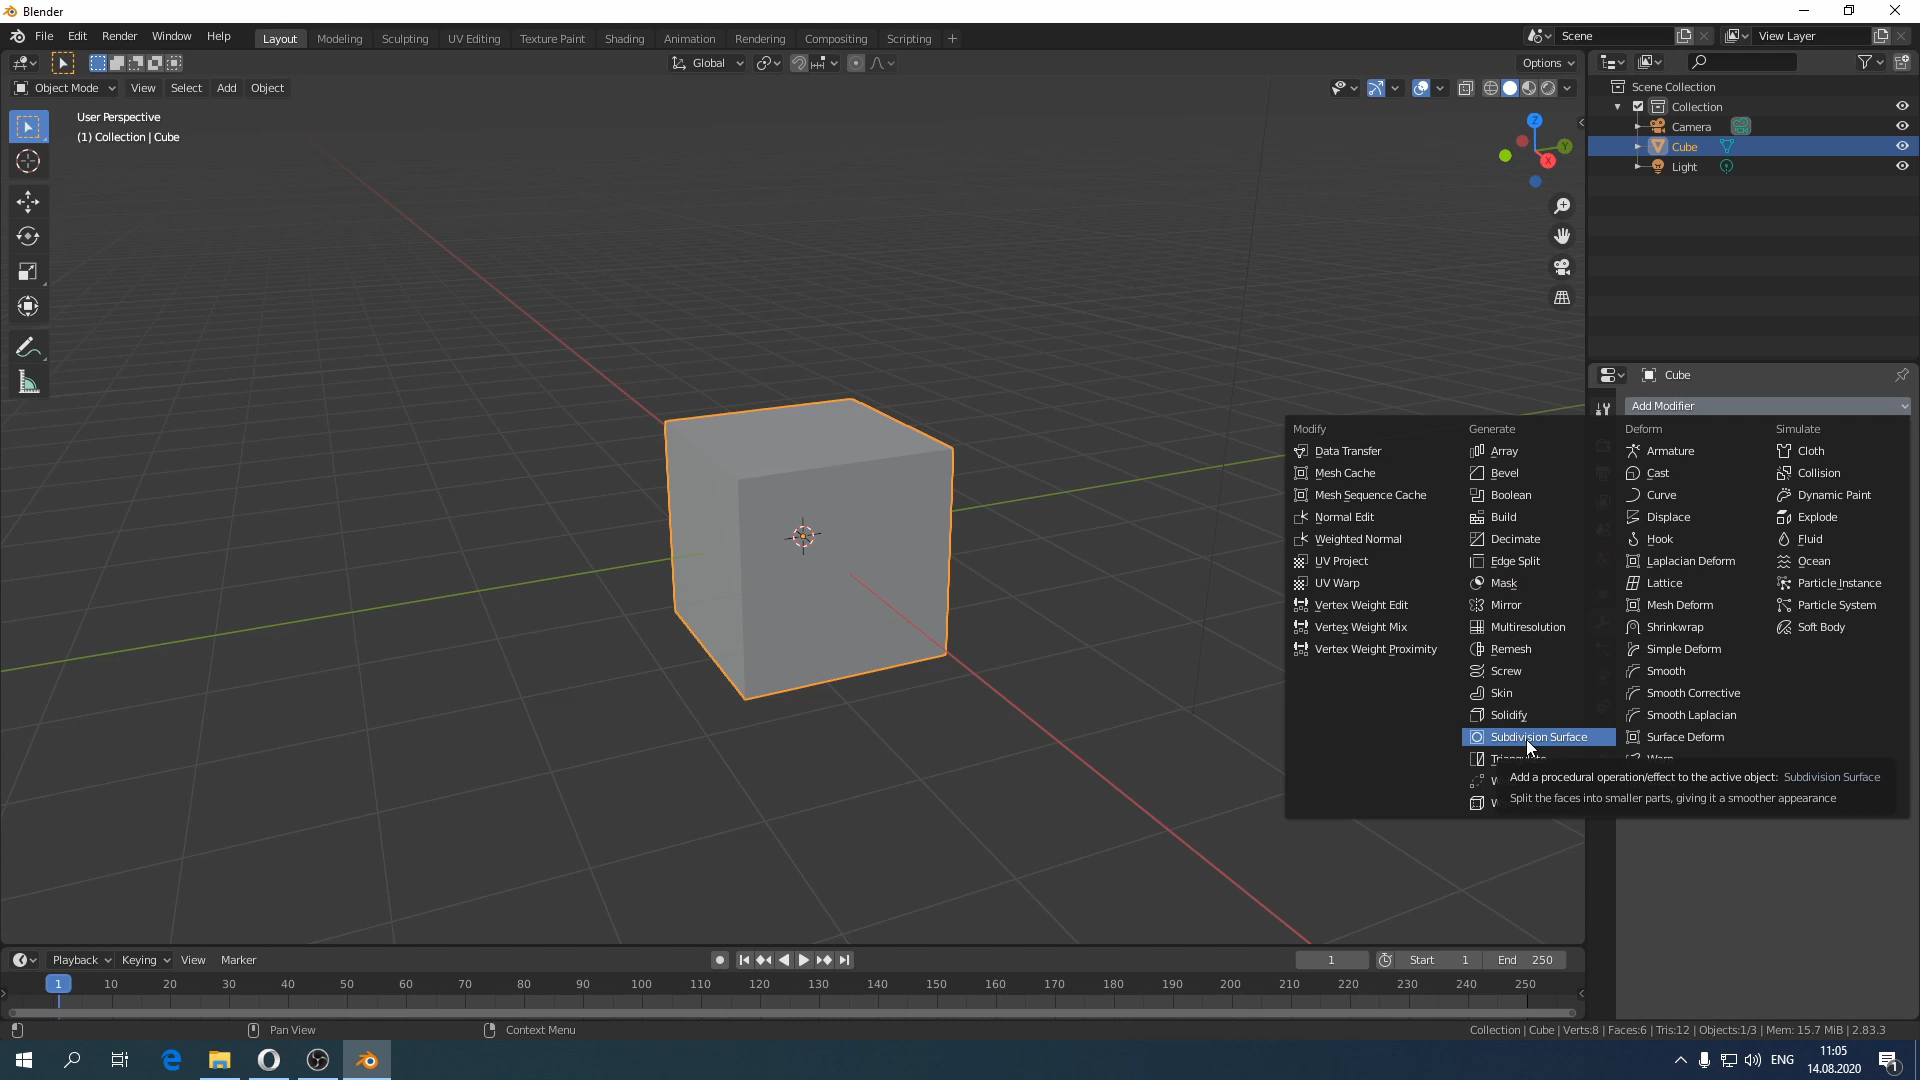 Blender
File Edit Render Window Help Layout Modeling Sculpting UV Editing Texture Paint Shading Animation Rendering Compositing Scripting + Scene View Layer
Global Options
Object Mode View Select Add Object
User Perspective
(1) Collection | Cube
Z
Y
X
Scene Collection
Collection
Camera
Cube
Light
Cube
Add Modifier
Modify Generate Deform Simulate
Data Transfer Array Armature Cloth
Mesh Cache Bevel Cast Collision
Mesh Sequence Cache Boolean Curve Dynamic Paint
Normal Edit Build Displace Explode
Weighted Normal Decimate Hook Fluid
UV Project Edge Split Laplacian Deform Ocean
UV Warp Mask Lattice Particle Instance
Vertex Weight Edit Mirror Mesh Deform Particle System
Vertex Weight Mix Multiresolution Shrinkwrap Soft Body
Vertex Weight Proximity Remesh Simple Deform
Screw Smooth
Skin Smooth Corrective
Solidify Smooth Laplacian
Subdivision Surface Surface Deform
Triangulate Warp
W
W
Add a procedural operation/effect to the active object: Subdivision Surface
Split the faces into smaller parts, giving it a smoother appearance
Playback Keying View Marker 1 Start 1 End 250
1 10 20 30 40 50 60 70 80 90 100 110 120 130 140 150 160 170 180 190 200 210 220 230 240 250
Pan View Context Menu Collection | Cube | Verts:8 | Faces:6 | Tris:12 | Objects:1/3 | Mem: 15.7 MiB | 2.83.3
ENG
11:05
14.08.2020
1